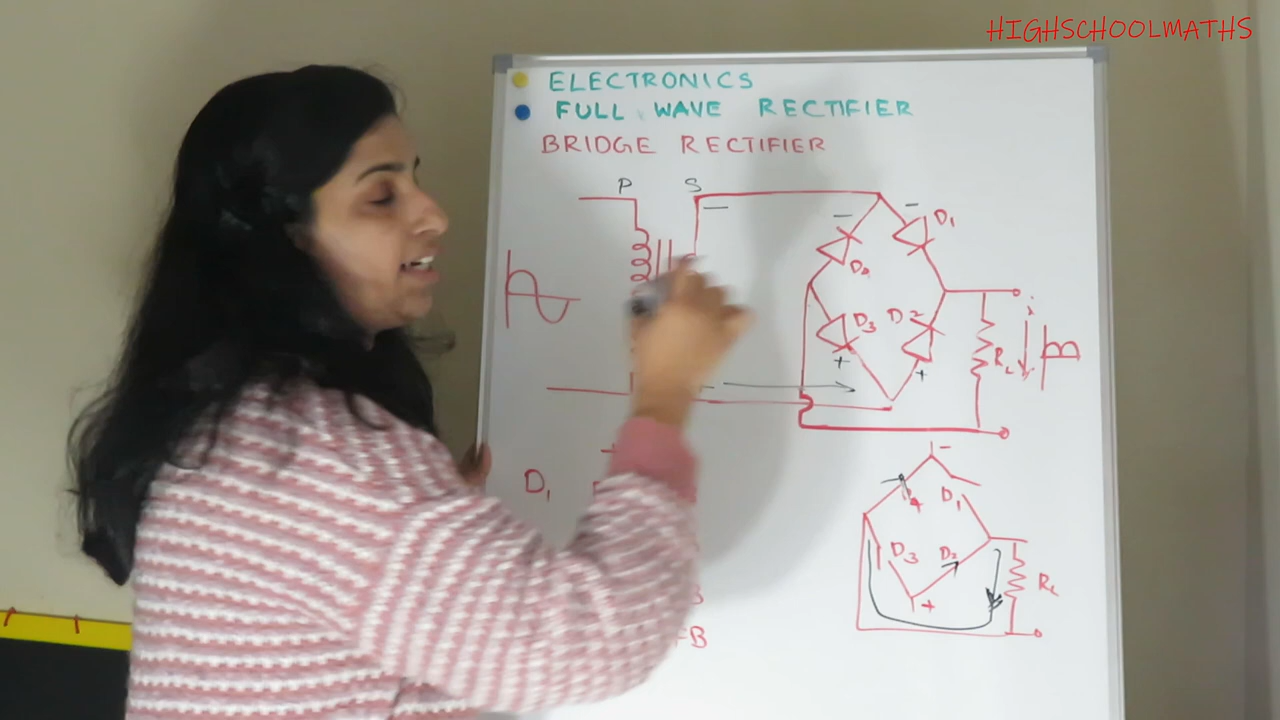 HIGHSCHOOLMATHS
ELECTRONICS
FULL WAVE RECTIFIER
BRIDGE RECTIFIER
P S
− − −
D1
D3 D2
+ +
RL
i
−
D4 D1
D3 D2
+
RL
D1
B